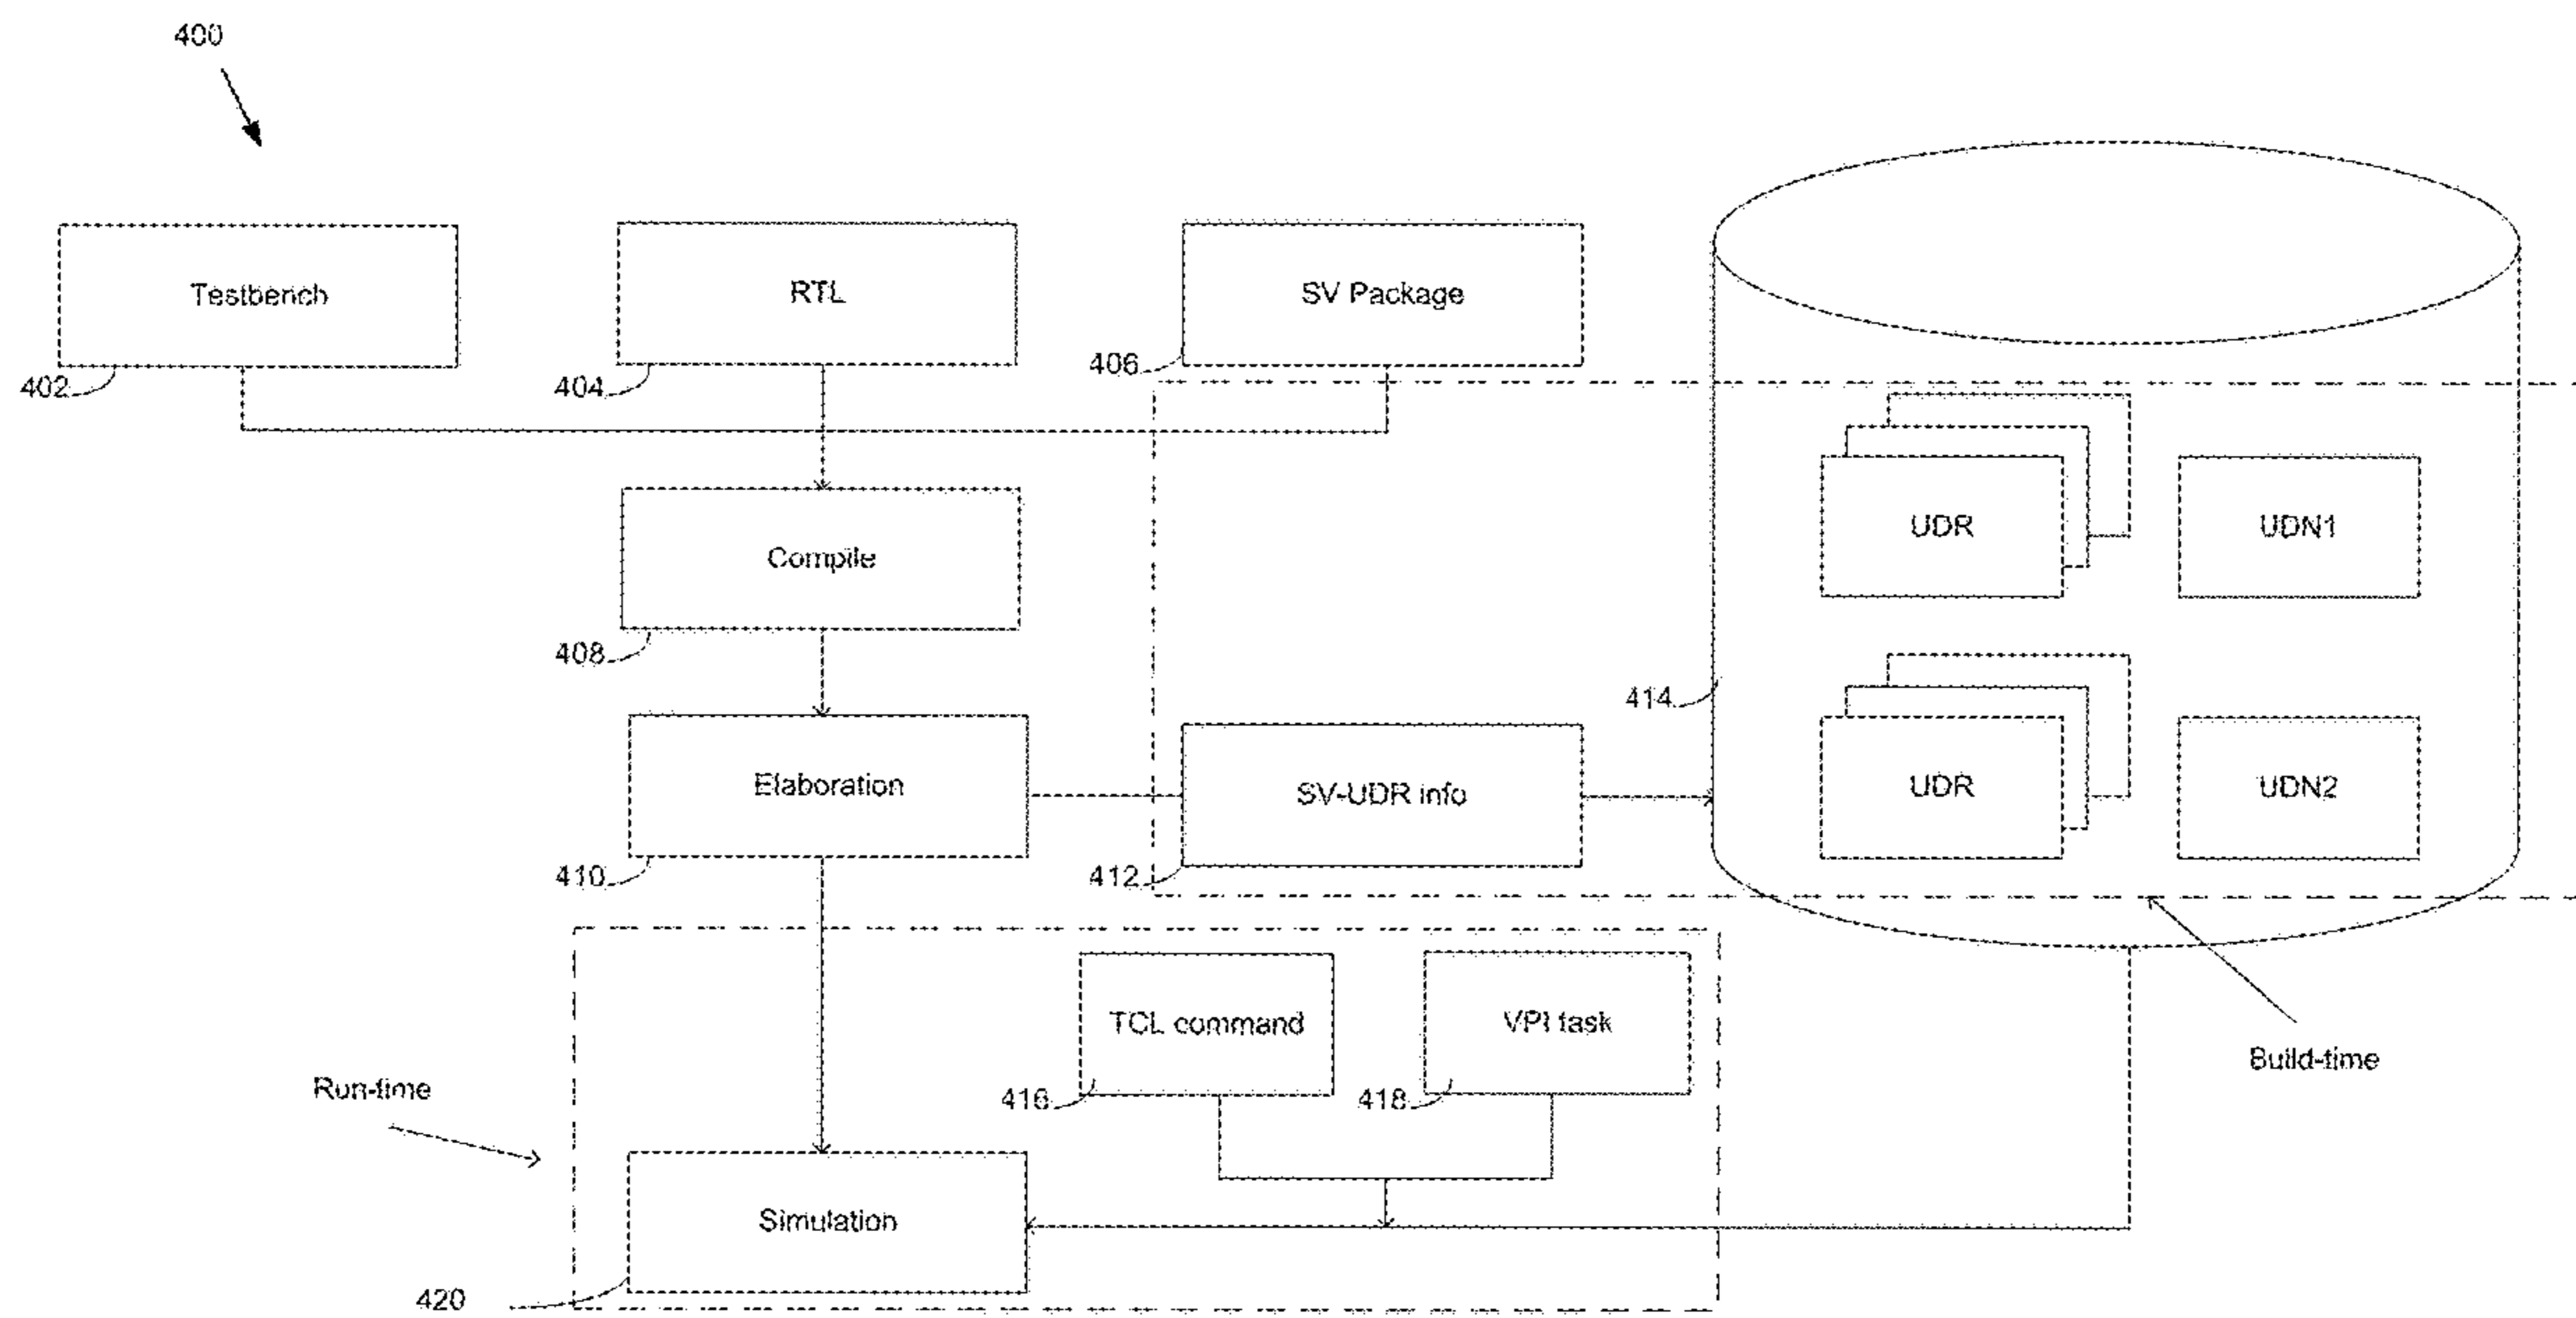 400
Testbench
RTL
SV Package
402
404
406
UDR
UDN1
Compile
408
414
Elaboration
SV-UDR info
UDR
UDN2
410
412
TCL command
VPI task
Build-time
Run-time
416
418
Simulation
420